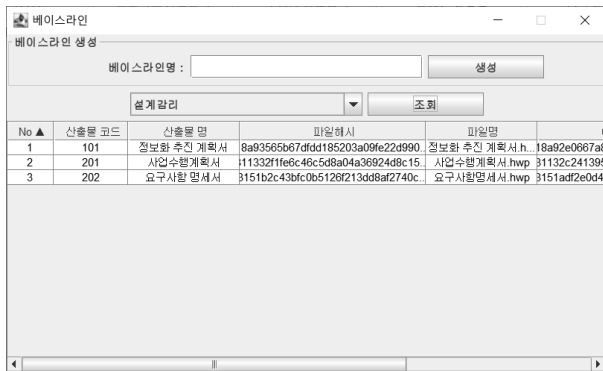 베이스라인
베이스라인 생성
베이스라인명 : 생성
설계감리 조회
No ▲ 산출물 코드 산출물 명 파일해시 파일명
1 101 정보화 추진 계획서 8a93565b67dfdd185203a09fe22d990... 정보화 추진 계획서.h... 18a92e0667a8
2 201 사업수행계획서 411332f1fe6c46c5d8a04a36924d8c15... 사업수행계획서.hwp 31132c241395
3 202 요구사항 명세서 3151b2c43bfc0b5126f213dd8af2740c... 요구사항명세서.hwp 3151adf2e0d4